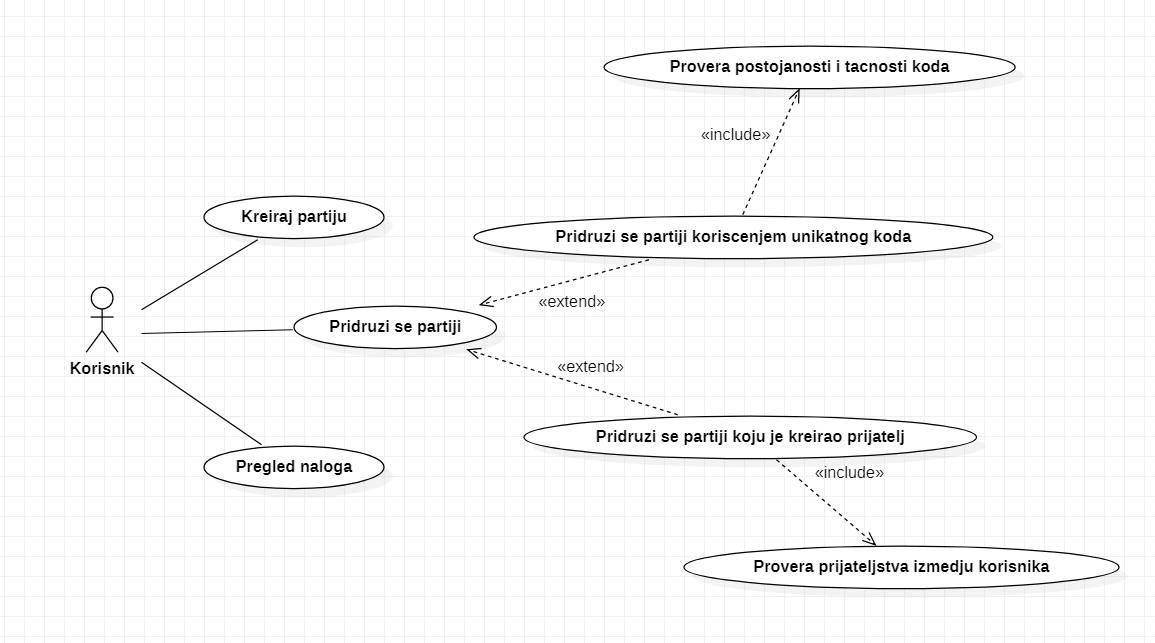 Provera postojanosti i tacnosti koda
«include»
Kreiraj partiju
Pridruzi se partiji koriscenjem unikatnog koda
«extend»
Pridruzi se partiji
Korisnik
«extend»
Pridruzi se partiji koju je kreirao prijatelj
Pregled naloga
«include»
Provera prijateljstva izmedju korisnika